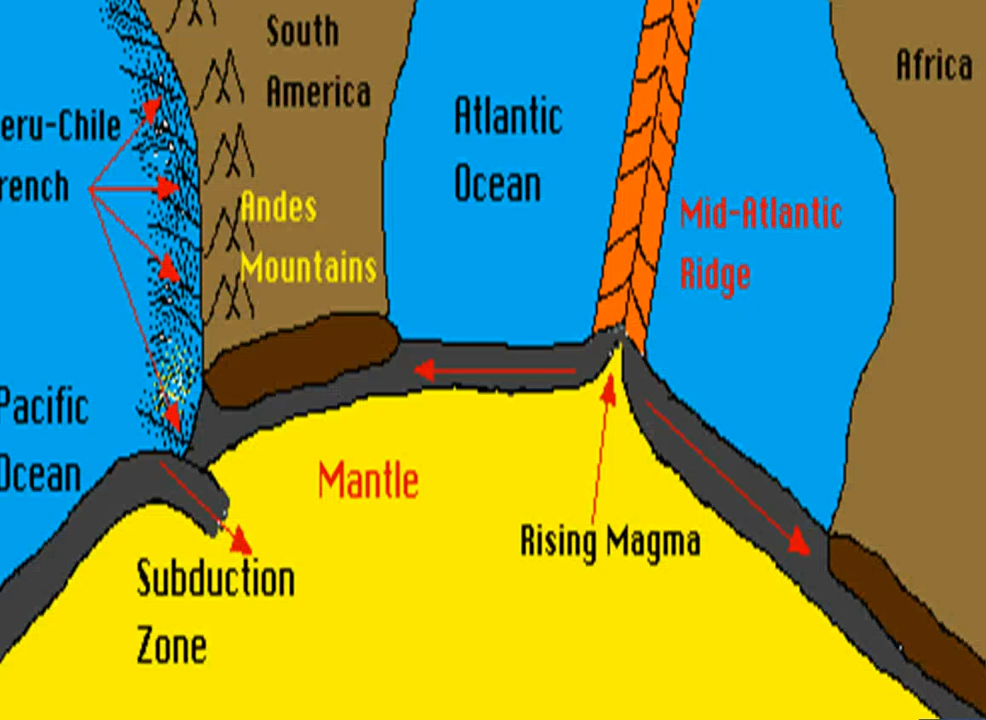 South
America
Africa
eru-Chile
rench
Atlantic
Ocean
Andes
Mountains
Mid-Atlantic
Ridge
Pacific
Ocean
Mantle
Rising Magma
Subduction
Zone